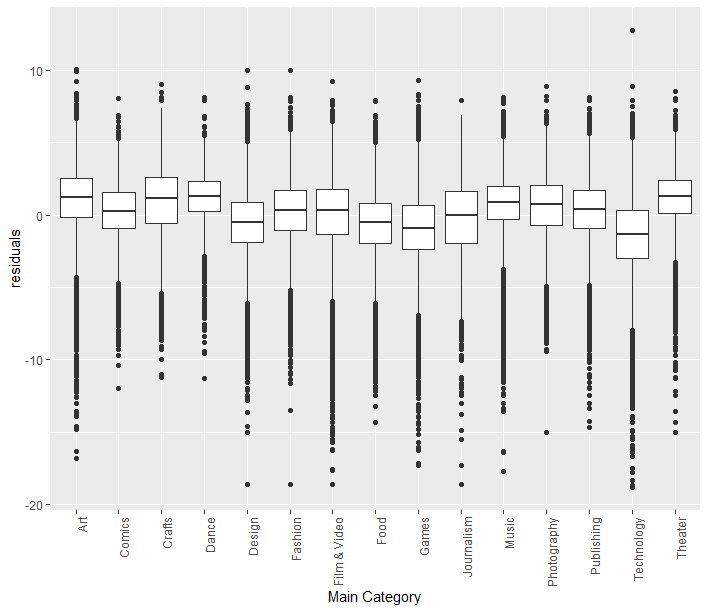 10
0
-10
-20
residuals
Art
Comics
Crafts
Dance
Design
Fashion
Film & Video
Food
Games
Journalism
Music
Photography
Publishing
Technology
Theater
Main Category